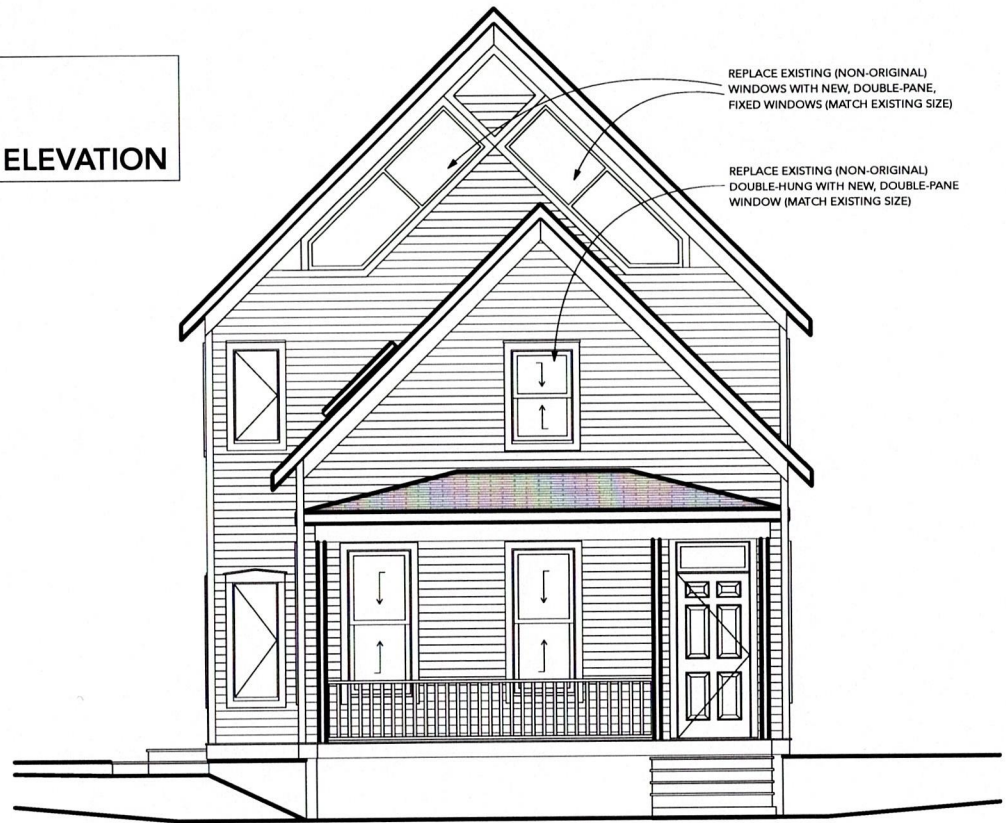 ELEVATION
REPLACE EXISTING (NON-ORIGINAL)
WINDOWS WITH NEW, DOUBLE-PANE,
FIXED WINDOWS (MATCH EXISTING SIZE)
REPLACE EXISTING (NON-ORIGINAL)
DOUBLE-HUNG WITH NEW, DOUBLE-PANE
WINDOW (MATCH EXISTING SIZE)